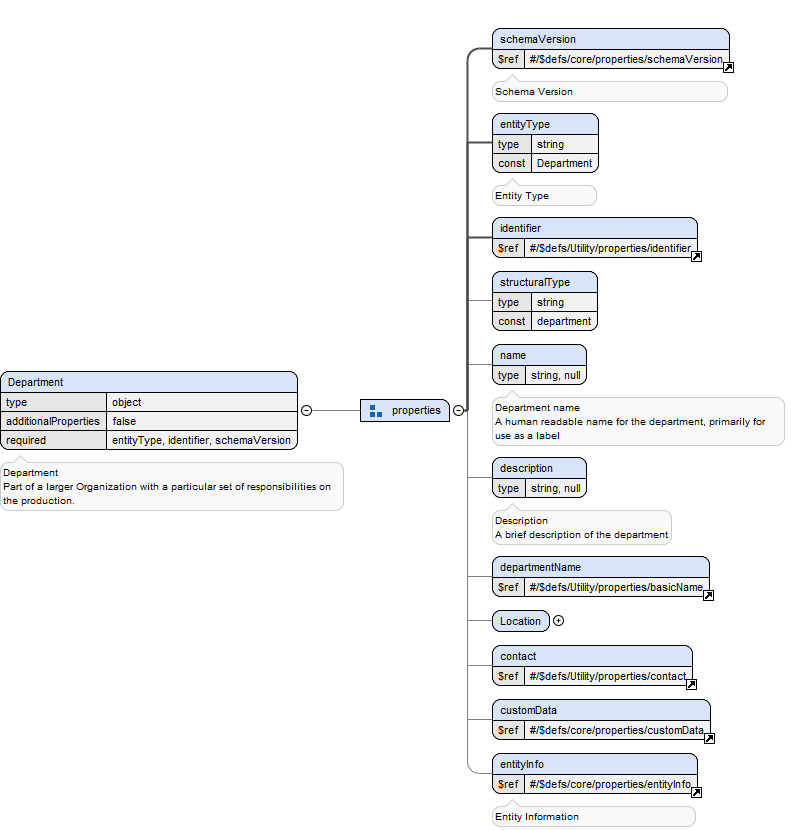 Department
type object
additionalProperties false
required entityType, identifier, schemaVersion
Department
Part of a larger Organization with a particular set of responsibilities on
the production.
properties
schemaVersion
$ref #/$defs/core/properties/schemaVersion
Schema Version
entityType
type string
const Department
Entity Type
identifier
$ref #/$defs/Utility/properties/identifier
structuralType
type string
const department
name
type string, null
Department name
A human readable name for the department, primarily for
use as a label
description
type string, null
Description
A brief description of the department
departmentName
$ref #/$defs/Utility/properties/basicName
Location
contact
$ref #/$defs/Utility/properties/contact
customData
$ref #/$defs/core/properties/customData
entityInfo
$ref #/$defs/core/properties/entityInfo
Entity Information